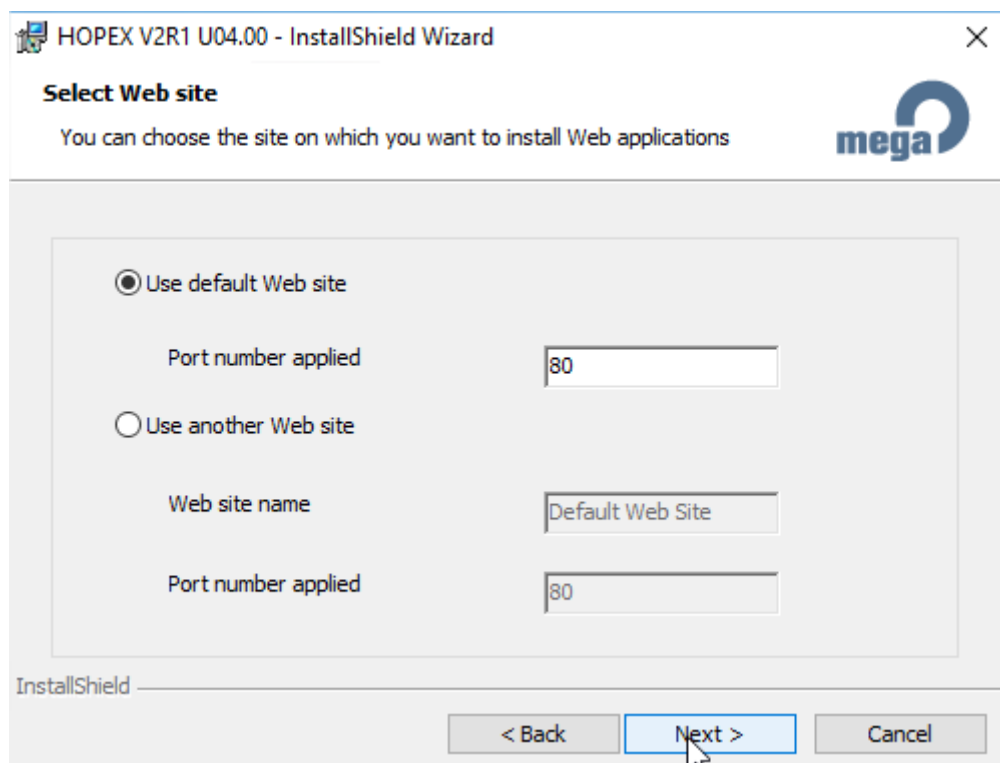 HOPEX V2R1 U04.00 - InstallShield Wizard
Select Web site
You can choose the site on which you want to install Web applications
mega
Use default Web site
Port number applied
80
Use another Web site
Web site name
Default Web Site
Port number applied
80
InstallShield
< Back
Next >
Cancel